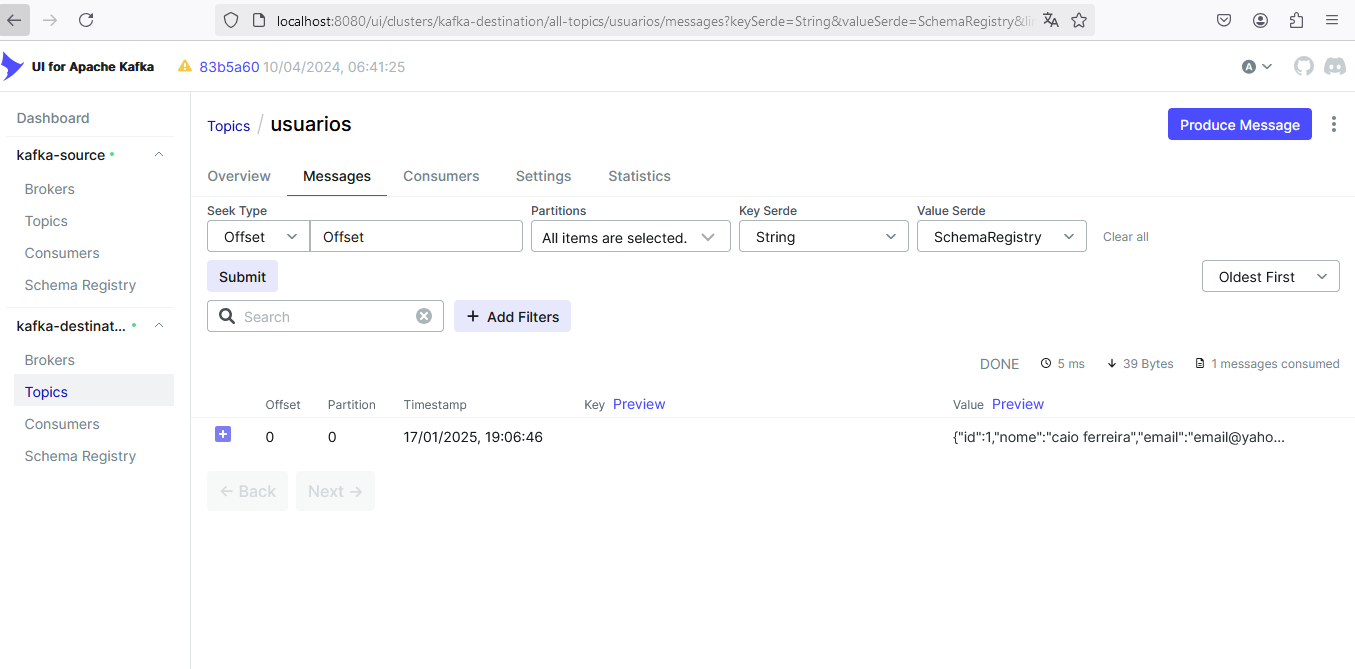 localhost:8080/ui/clusters/kafka-destination/all-topics/usuarios/messages?keySerde=String&valueSerde=SchemaRegistry&li
UI for Apache Kafka 83b5a60 10/04/2024, 06:41:25 A
Dashboard
kafka-source
Brokers
Topics
Consumers
Schema Registry
kafka-destinat...
Brokers
Topics
Consumers
Schema Registry
Topics / usuarios
Produce Message
Overview Messages Consumers Settings Statistics
Seek Type Partitions Key Serde Value Serde
Offset Offset All items are selected. String SchemaRegistry Clear all
Submit Oldest First
Search + Add Filters
DONE 5 ms 39 Bytes 1 messages consumed
Offset Partition Timestamp Key Preview Value Preview
0 0 17/01/2025, 19:06:46 {"id":1,"nome":"caio ferreira","email":"email@yaho...
← Back Next →